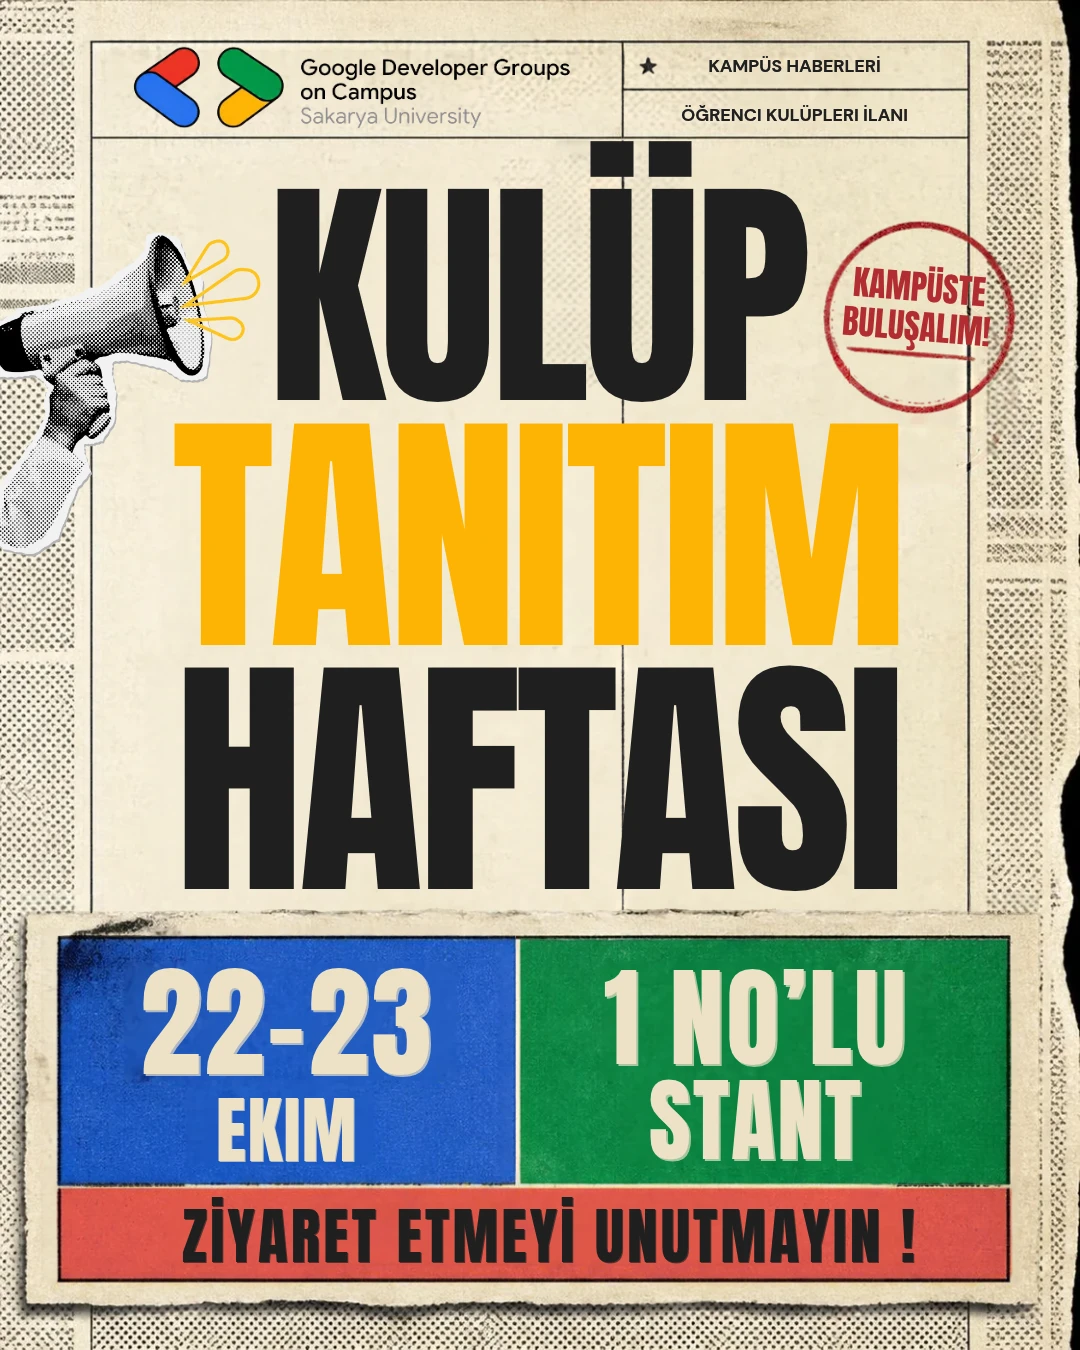 Google Developer Groups
on Campus
Sakarya University
★ KAMPÜS HABERLERİ
ÖĞRENCI KULÜPLERI İLANI
KULÜP
KAMPÜSTE
BULUŞALIM!
TANITIM
HAFTASI
22-23
EKIM
1 NO’LU
STANT
ZİYARET ETMEYİ UNUTMAYIN !